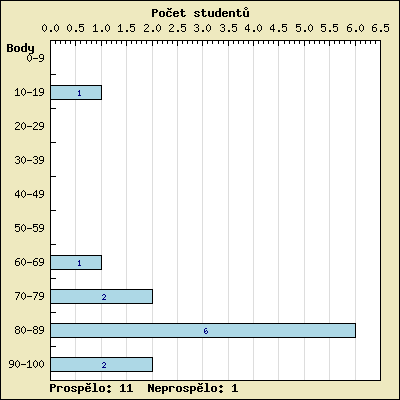 Počet studentů
0.0 0.5 1.0 1.5 2.0 2.5 3.0 3.5 4.0 4.5 5.0 5.5 6.0 6.5
Body
0-9
10-19 1
20-29
30-39
40-49
50-59
60-69 1
70-79 2
80-89 6
90-100 2
Prospělo: 11 Neprospělo: 1